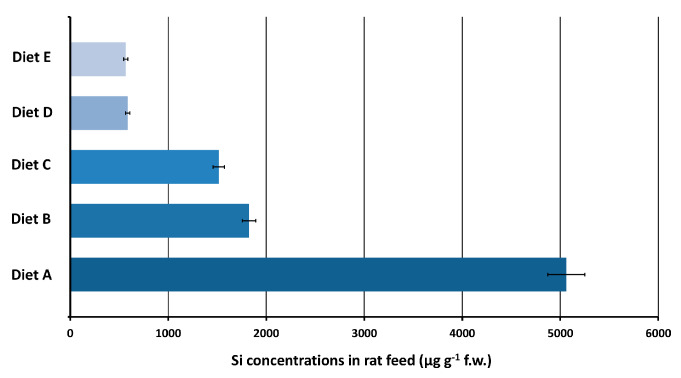 Diet E
Diet D
Diet C
Diet B
Diet A
0 1000 2000 3000 4000 5000 6000
Si concentrations in rat feed (µg g⁻¹ f.w.)